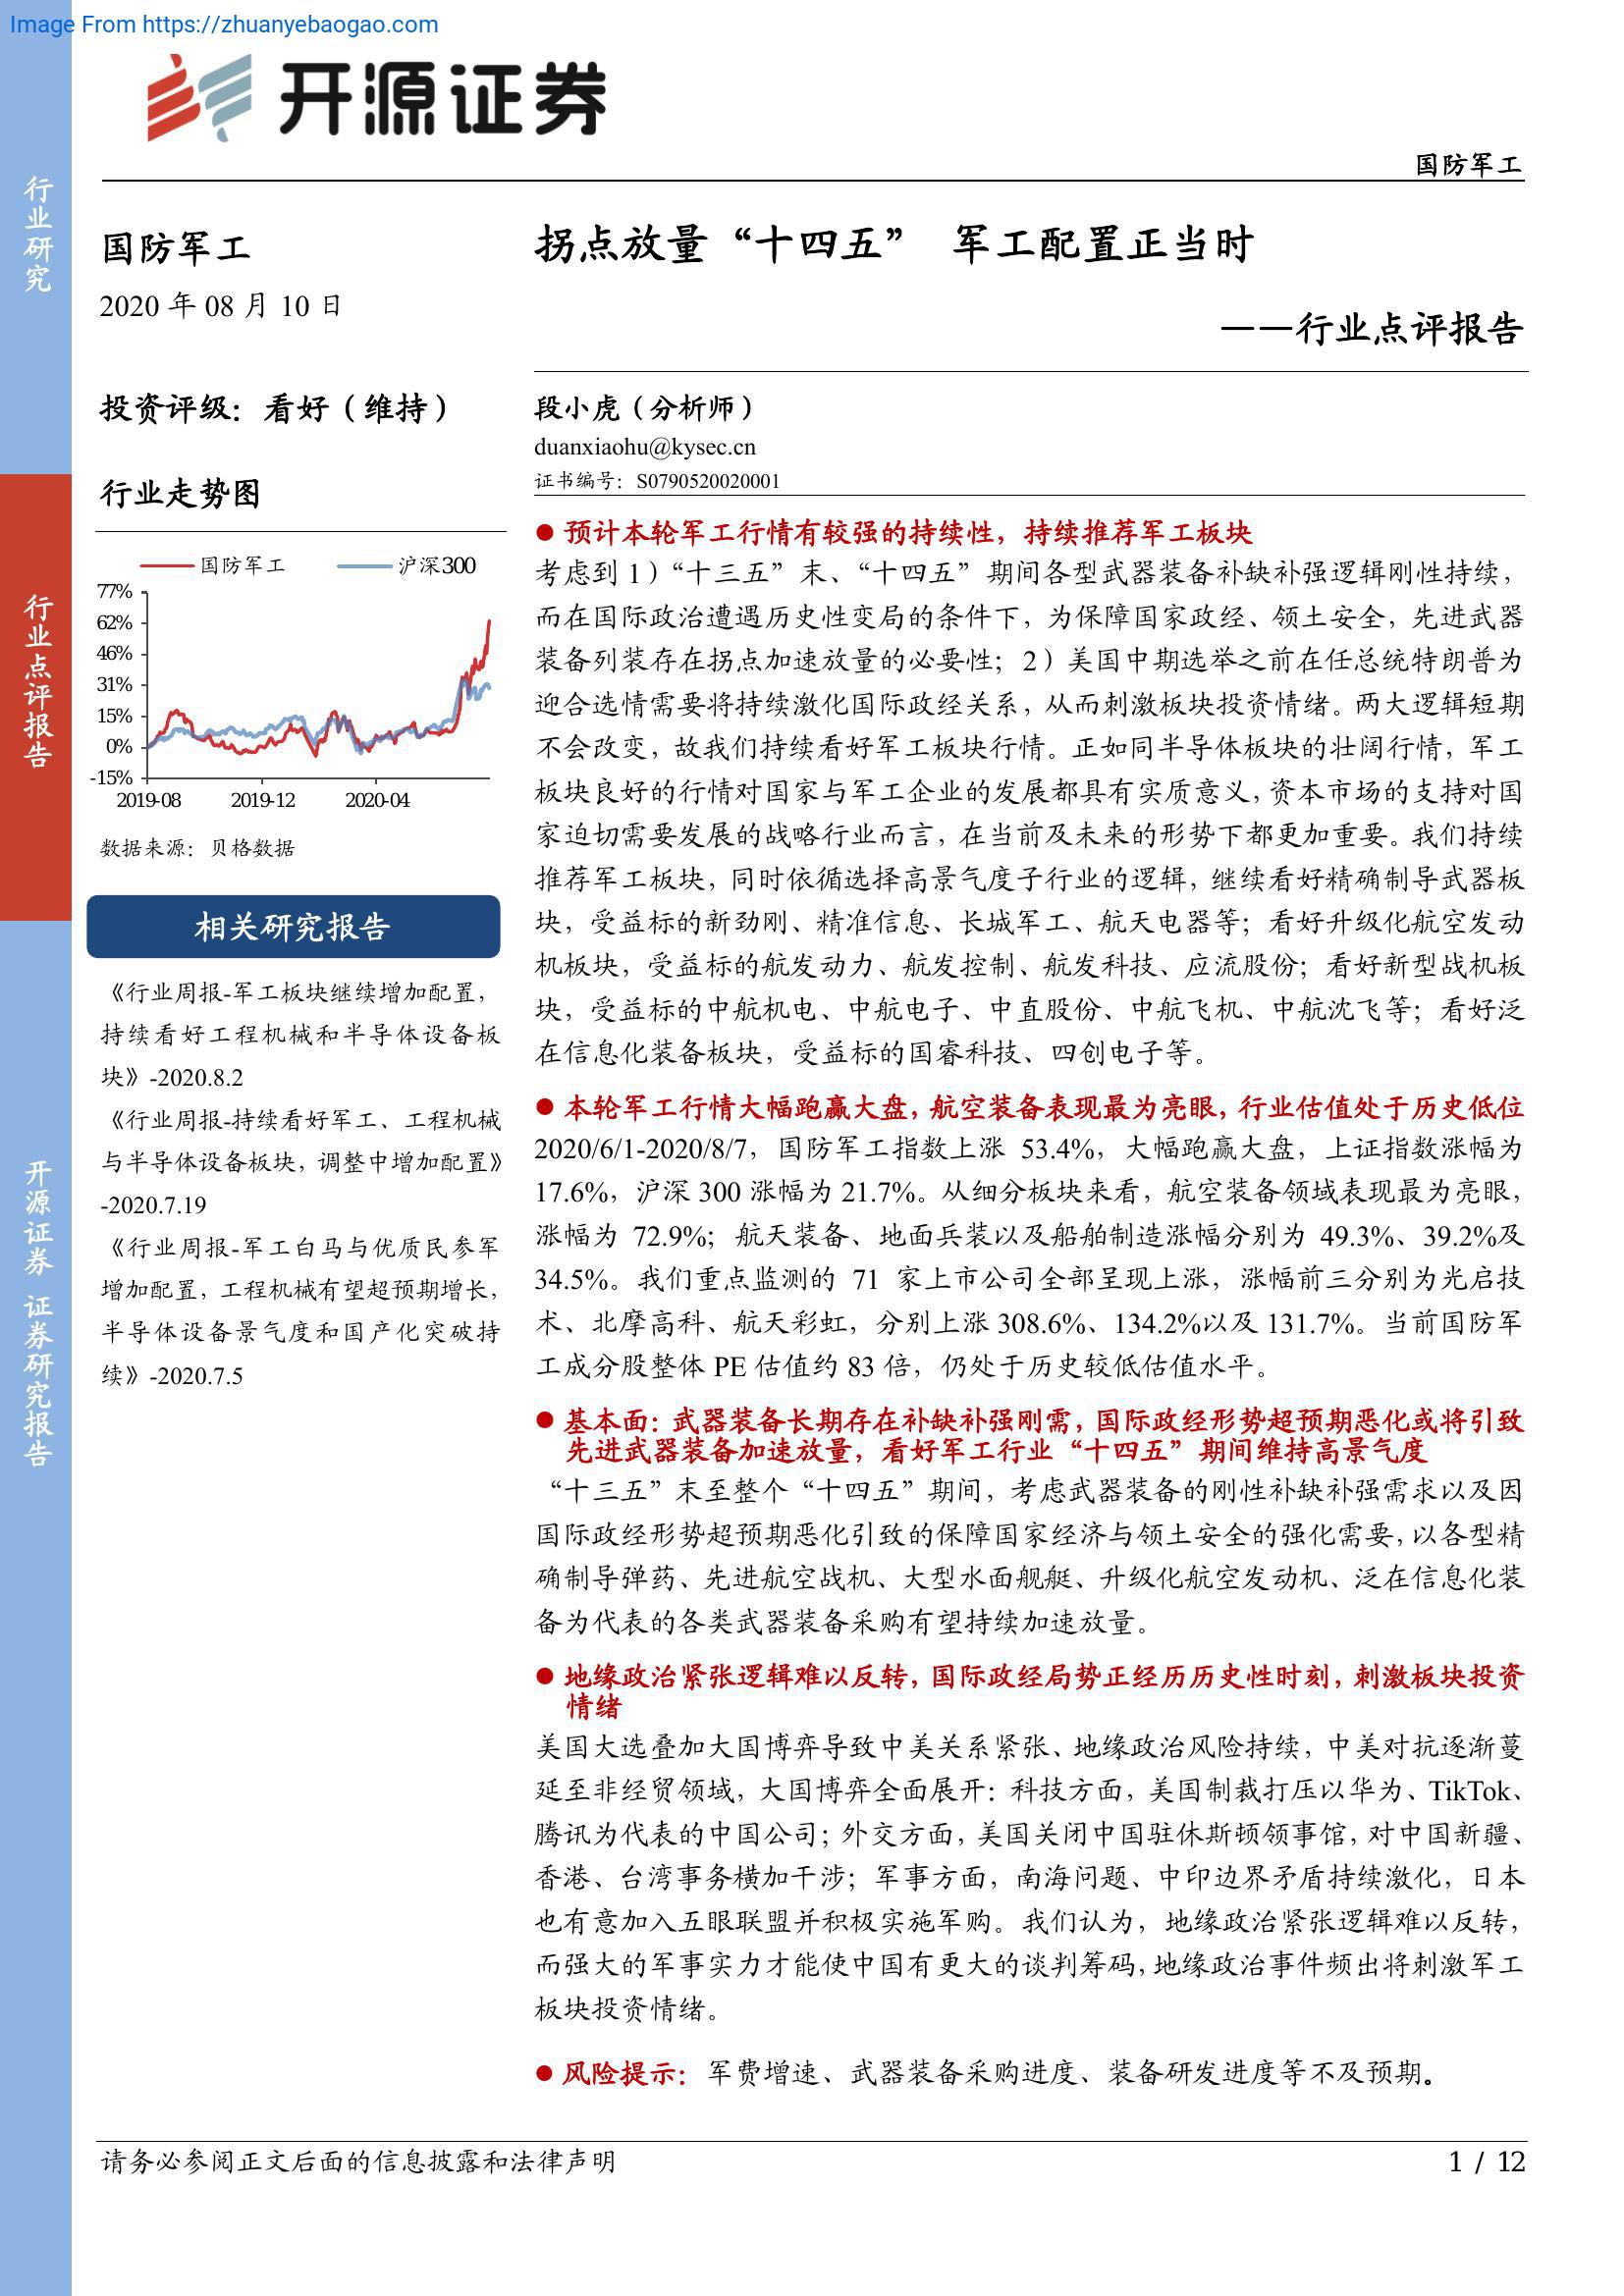 Image From https://zhuanyebaogao.com
开源证券
国防军工
行业研究
行业点评报告
开源证券 证券研究报告
国防军工
2020 年 08 月 10 日
投资评级：看好（维持）
行业走势图
国防军工 沪深300
77%
62%
46%
31%
15%
0%
-15%
2019-08 2019-12 2020-04
数据来源：贝格数据
相关研究报告
《行业周报-军工板块继续增加配置，
持续看好工程机械和半导体设备板
块》-2020.8.2
《行业周报-持续看好军工、工程机械
与半导体设备板块，调整中增加配置》
-2020.7.19
《行业周报-军工白马与优质民参军
增加配置，工程机械有望超预期增长，
半导体设备景气度和国产化突破持
续》-2020.7.5
拐点放量“十四五” 军工配置正当时
——行业点评报告
段小虎（分析师）
duanxiaohu@kysec.cn
证书编号：S0790520020001
● 预计本轮军工行情有较强的持续性，持续推荐军工板块
考虑到 1）“十三五”末、“十四五”期间各型武器装备补缺补强逻辑刚性持续，
而在国际政治遭遇历史性变局的条件下，为保障国家政经、领土安全，先进武器
装备列装存在拐点加速放量的必要性；2）美国中期选举之前在任总统特朗普为
迎合选情需要将持续激化国际政经关系，从而刺激板块投资情绪。两大逻辑短期
不会改变，故我们持续看好军工板块行情。正如同半导体板块的壮阔行情，军工
板块良好的行情对国家与军工企业的发展都具有实质意义，资本市场的支持对国
家迫切需要发展的战略行业而言，在当前及未来的形势下都更加重要。我们持续
推荐军工板块，同时依循选择高景气度子行业的逻辑，继续看好精确制导武器板
块，受益标的新劲刚、精准信息、长城军工、航天电器等；看好升级化航空发动
机板块，受益标的航发动力、航发控制、航发科技、应流股份；看好新型战机板
块，受益标的中航机电、中航电子、中直股份、中航飞机、中航沈飞等；看好泛
在信息化装备板块，受益标的国睿科技、四创电子等。
● 本轮军工行情大幅跑赢大盘，航空装备表现最为亮眼，行业估值处于历史低位
2020/6/1-2020/8/7，国防军工指数上涨 53.4%，大幅跑赢大盘，上证指数涨幅为
17.6%，沪深 300 涨幅为 21.7%。从细分板块来看，航空装备领域表现最为亮眼，
涨幅为 72.9%；航天装备、地面兵装以及船舶制造涨幅分别为 49.3%、39.2%及
34.5%。我们重点监测的 71 家上市公司全部呈现上涨，涨幅前三分别为光启技
术、北摩高科、航天彩虹，分别上涨 308.6%、134.2%以及 131.7%。当前国防军
工成分股整体 PE 估值约 83 倍，仍处于历史较低估值水平。
● 基本面：武器装备长期存在补缺补强刚需，国际政经形势超预期恶化或将引致
先进武器装备加速放量，看好军工行业“十四五”期间维持高景气度
“十三五”末至整个“十四五”期间，考虑武器装备的刚性补缺补强需求以及因
国际政经形势超预期恶化引致的保障国家经济与领土安全的强化需要，以各型精
确制导弹药、先进航空战机、大型水面舰艇、升级化航空发动机、泛在信息化装
备为代表的各类武器装备采购有望持续加速放量。
● 地缘政治紧张逻辑难以反转，国际政经局势正经历历史性时刻，刺激板块投资
情绪
美国大选叠加大国博弈导致中美关系紧张、地缘政治风险持续，中美对抗逐渐蔓
延至非经贸领域，大国博弈全面展开：科技方面，美国制裁打压以华为、TikTok、
腾讯为代表的中国公司；外交方面，美国关闭中国驻休斯顿领事馆，对中国新疆、
香港、台湾事务横加干涉；军事方面，南海问题、中印边界矛盾持续激化，日本
也有意加入五眼联盟并积极实施军购。我们认为，地缘政治紧张逻辑难以反转，
而强大的军事实力才能使中国有更大的谈判筹码，地缘政治事件频出将刺激军工
板块投资情绪。
● 风险提示：军费增速、武器装备采购进度、装备研发进度等不及预期。
请务必参阅正文后面的信息披露和法律声明 1 / 12